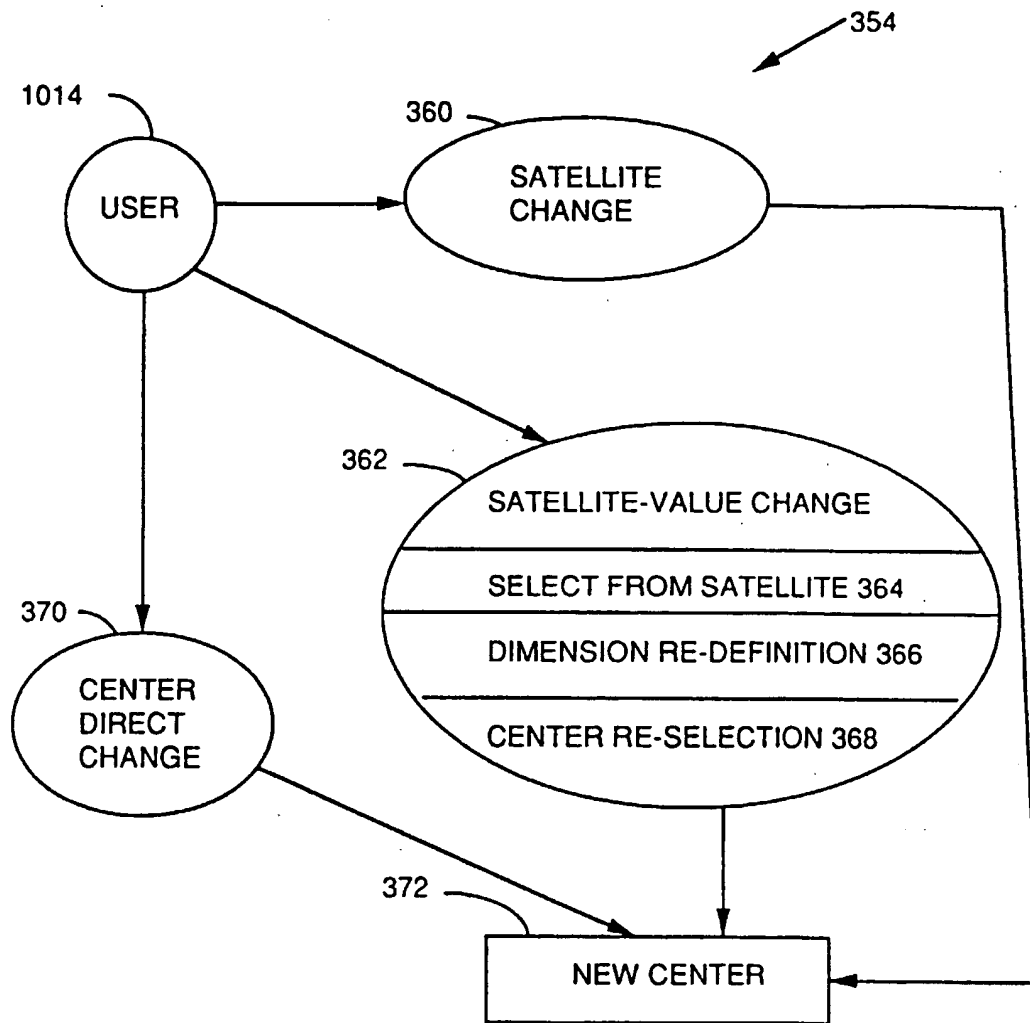 354
1014
360
USER
SATELLITE
CHANGE
362
SATELLITE-VALUE CHANGE
SELECT FROM SATELLITE 364
DIMENSION RE-DEFINITION 366
CENTER RE-SELECTION 368
370
CENTER
DIRECT
CHANGE
372
NEW CENTER